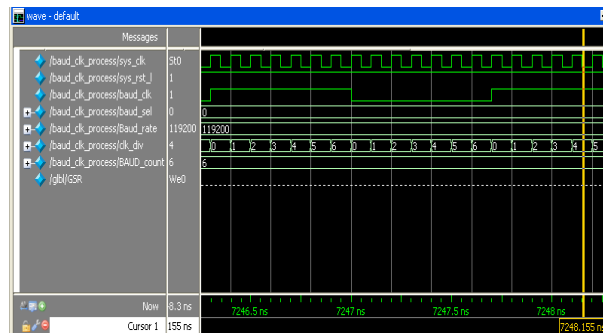 wave - default
Messages
/baud_clk_process/sys_clk St0
/baud_clk_process/sys_rst_l 1
/baud_clk_process/baud_clk 1
/baud_clk_process/baud_sel 0 0
/baud_clk_process/Baud_rate 119200 119200
/baud_clk_process/clk_div 4 0 1 2 3 4 5 6 0 1 2 3 4 5 6 0 1 2 3 4 5
/baud_clk_process/BAUD_count 6 6
/glbl/GSR We0
Now 8.3 ns 7246.5 ns 7247 ns 7247.5 ns 7248 ns
Cursor 1 155 ns 7248.155 ns